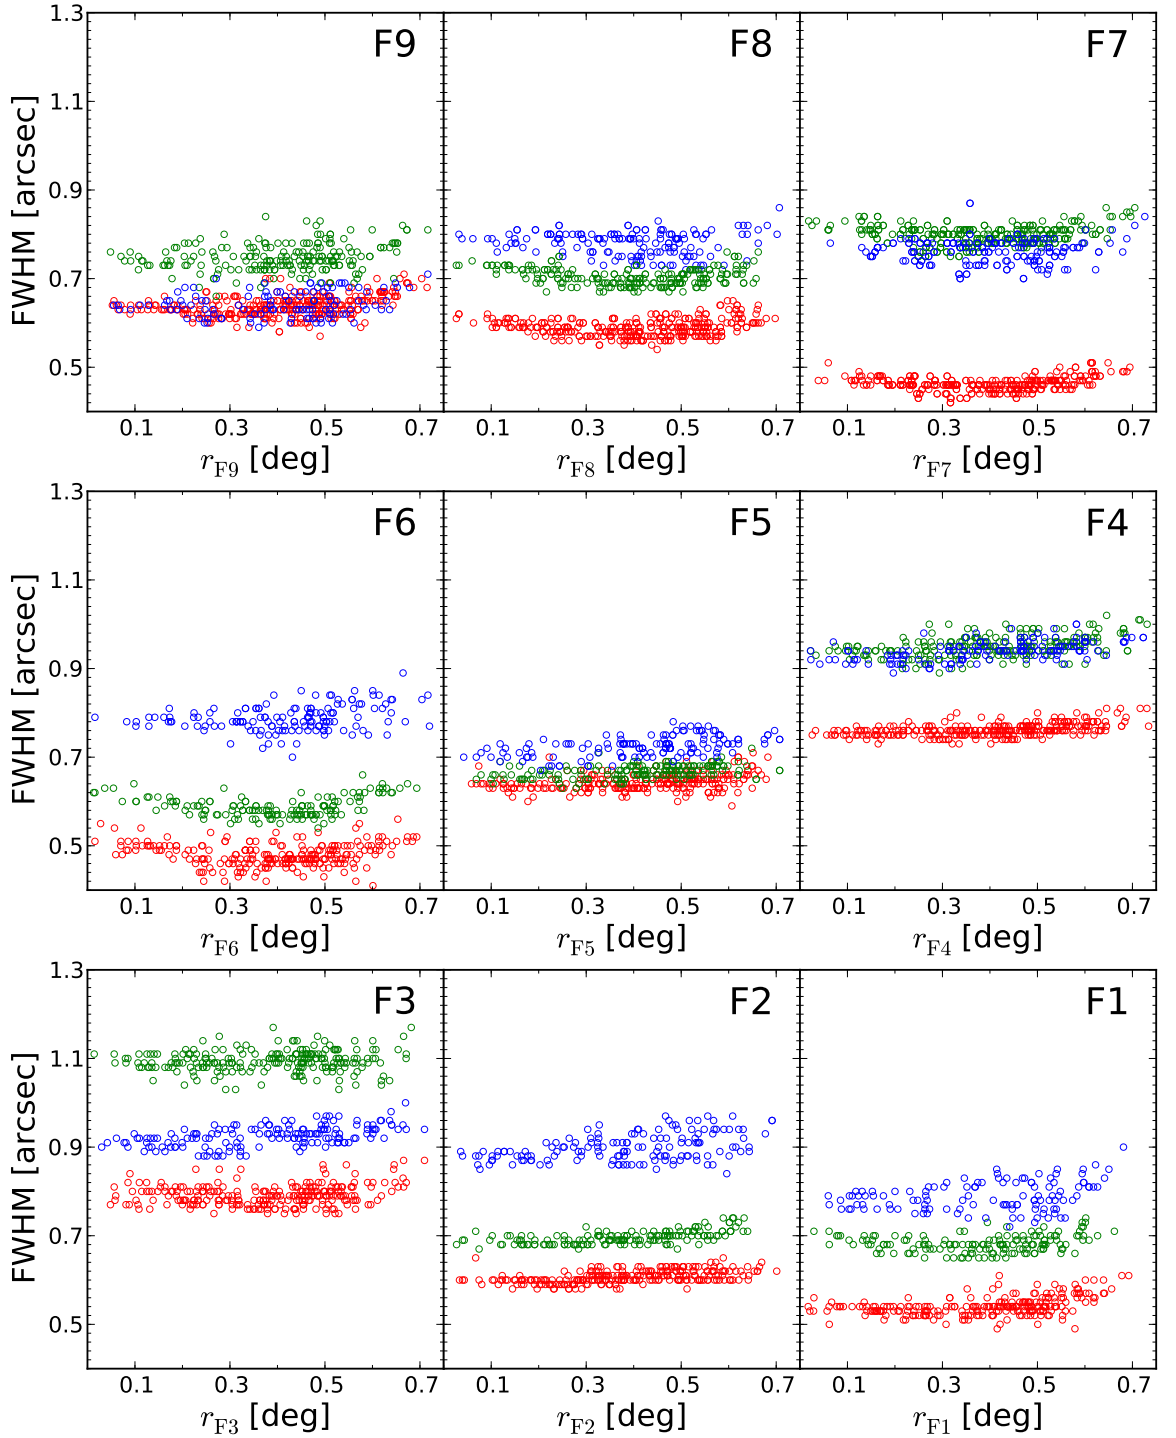 F9 F8 F7
FWHM [arcsec]
1.3
1.1
0.9
0.7
0.5
0.1 0.3 0.5 0.7 0.1 0.3 0.5 0.7 0.1 0.3 0.5 0.7
r_F9 [deg] r_F8 [deg] r_F7 [deg]
F6 F5 F4
FWHM [arcsec]
1.3
1.1
0.9
0.7
0.5
0.1 0.3 0.5 0.7 0.1 0.3 0.5 0.7 0.1 0.3 0.5 0.7
r_F6 [deg] r_F5 [deg] r_F4 [deg]
F3 F2 F1
FWHM [arcsec]
1.3
1.1
0.9
0.7
0.5
0.1 0.3 0.5 0.7 0.1 0.3 0.5 0.7 0.1 0.3 0.5 0.7
r_F3 [deg] r_F2 [deg] r_F1 [deg]